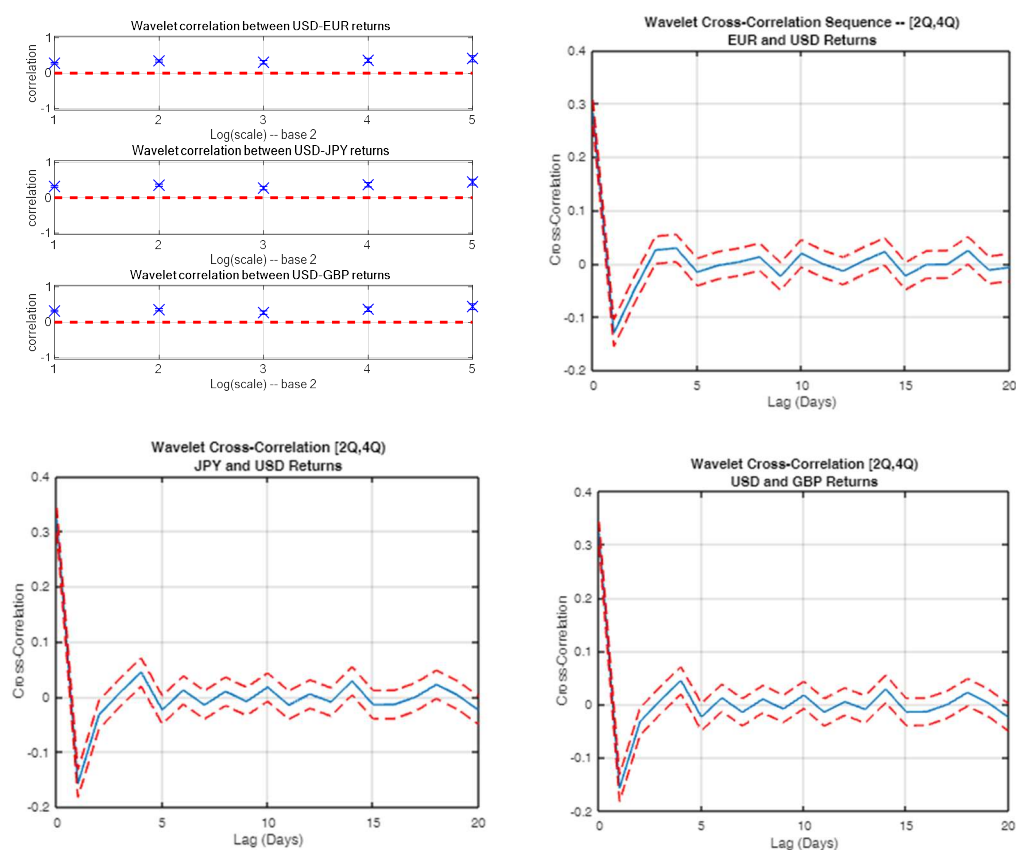 Wavelet correlation between USD-EUR returns
1
0
-1
correlation
1 2 3 4 5
Log(scale) -- base 2
Wavelet correlation between USD-JPY returns
1
0
-1
correlation
Log(scale) -- base 2
Wavelet correlation between USD-GBP returns
1
0
-1
correlation
1 2 3 4 5
Log(scale) -- base 2
Wavelet Cross-Correlation Sequence -- [2Q,4Q)
EUR and USD Returns
0.4
0.3
0.2
0.1
0
-0.1
-0.2
Cross-Correlation
0 5 10 15 20
Lag (Days)
Wavelet Cross-Correlation [2Q,4Q)
JPY and USD Returns
0.4
0.3
0.2
0.1
0
-0.1
-0.2
Cross-Correlation
0 5 10 15 20
Lag (Days)
Wavelet Cross-Correlation [2Q,4Q)
USD and GBP Returns
0.4
0.3
0.2
0.1
0
-0.1
-0.2
Cross-Correlation
0 5 10 15 20
Lag (Days)